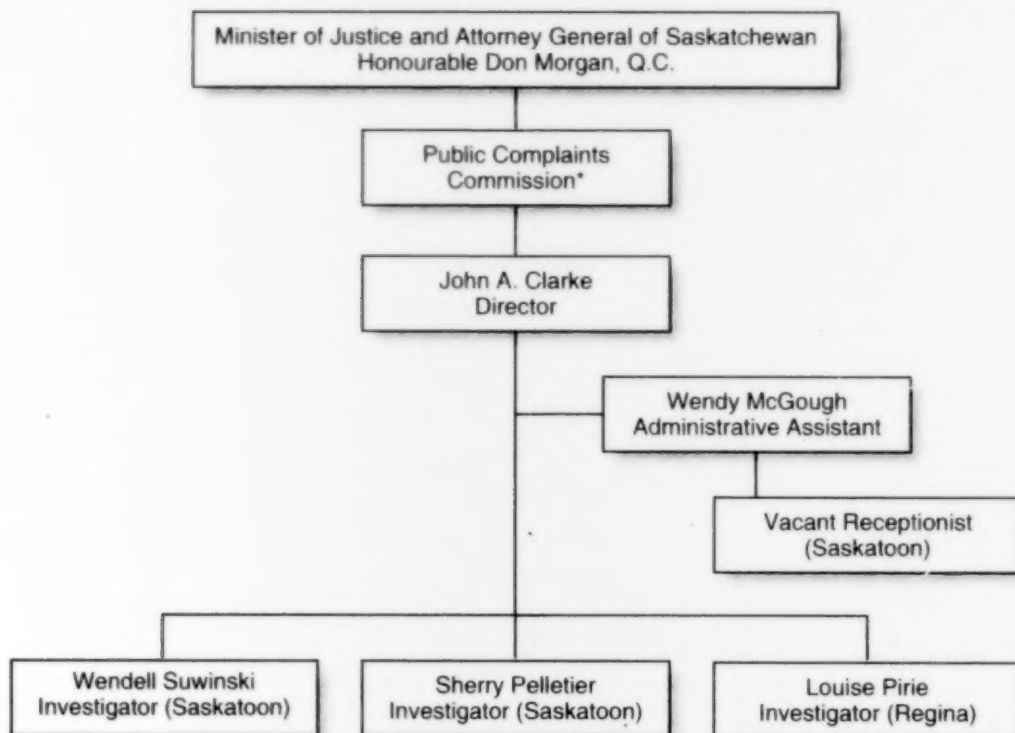 Minister of Justice and Attorney General of Saskatchewan
Honourable Don Morgan, Q.C.
Public Complaints
Commission*
John A. Clarke
Director
Wendy McGough
Administrative Assistant
Vacant Receptionist
(Saskatoon)
Wendell Suwinski
Investigator (Saskatoon)
Sherry Pelletier
Investigator (Saskatoon)
Louise Pirie
Investigator (Regina)